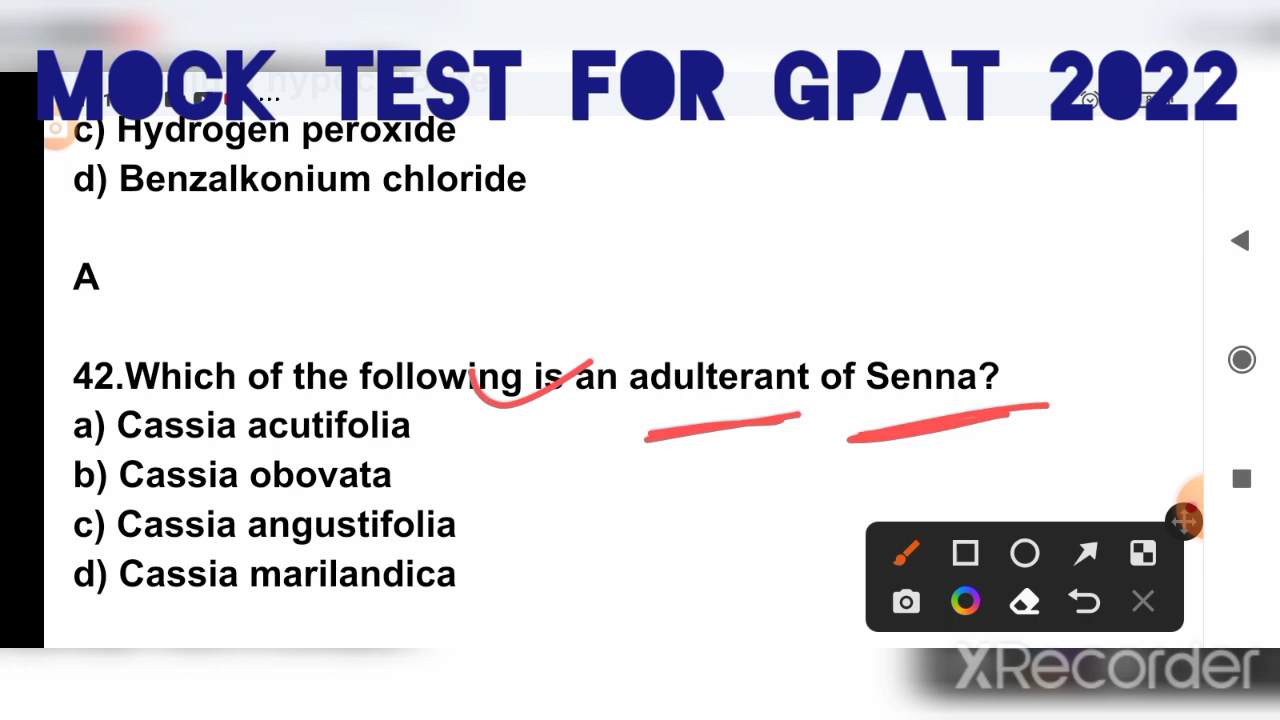 MOCK TEST FOR GPAT 2022
c) Hydrogen peroxide
d) Benzalkonium chloride
A
42.Which of the following is an adulterant of Senna?
a) Cassia acutifolia
b) Cassia obovata
c) Cassia angustifolia
d) Cassia marilandica
XRecorder